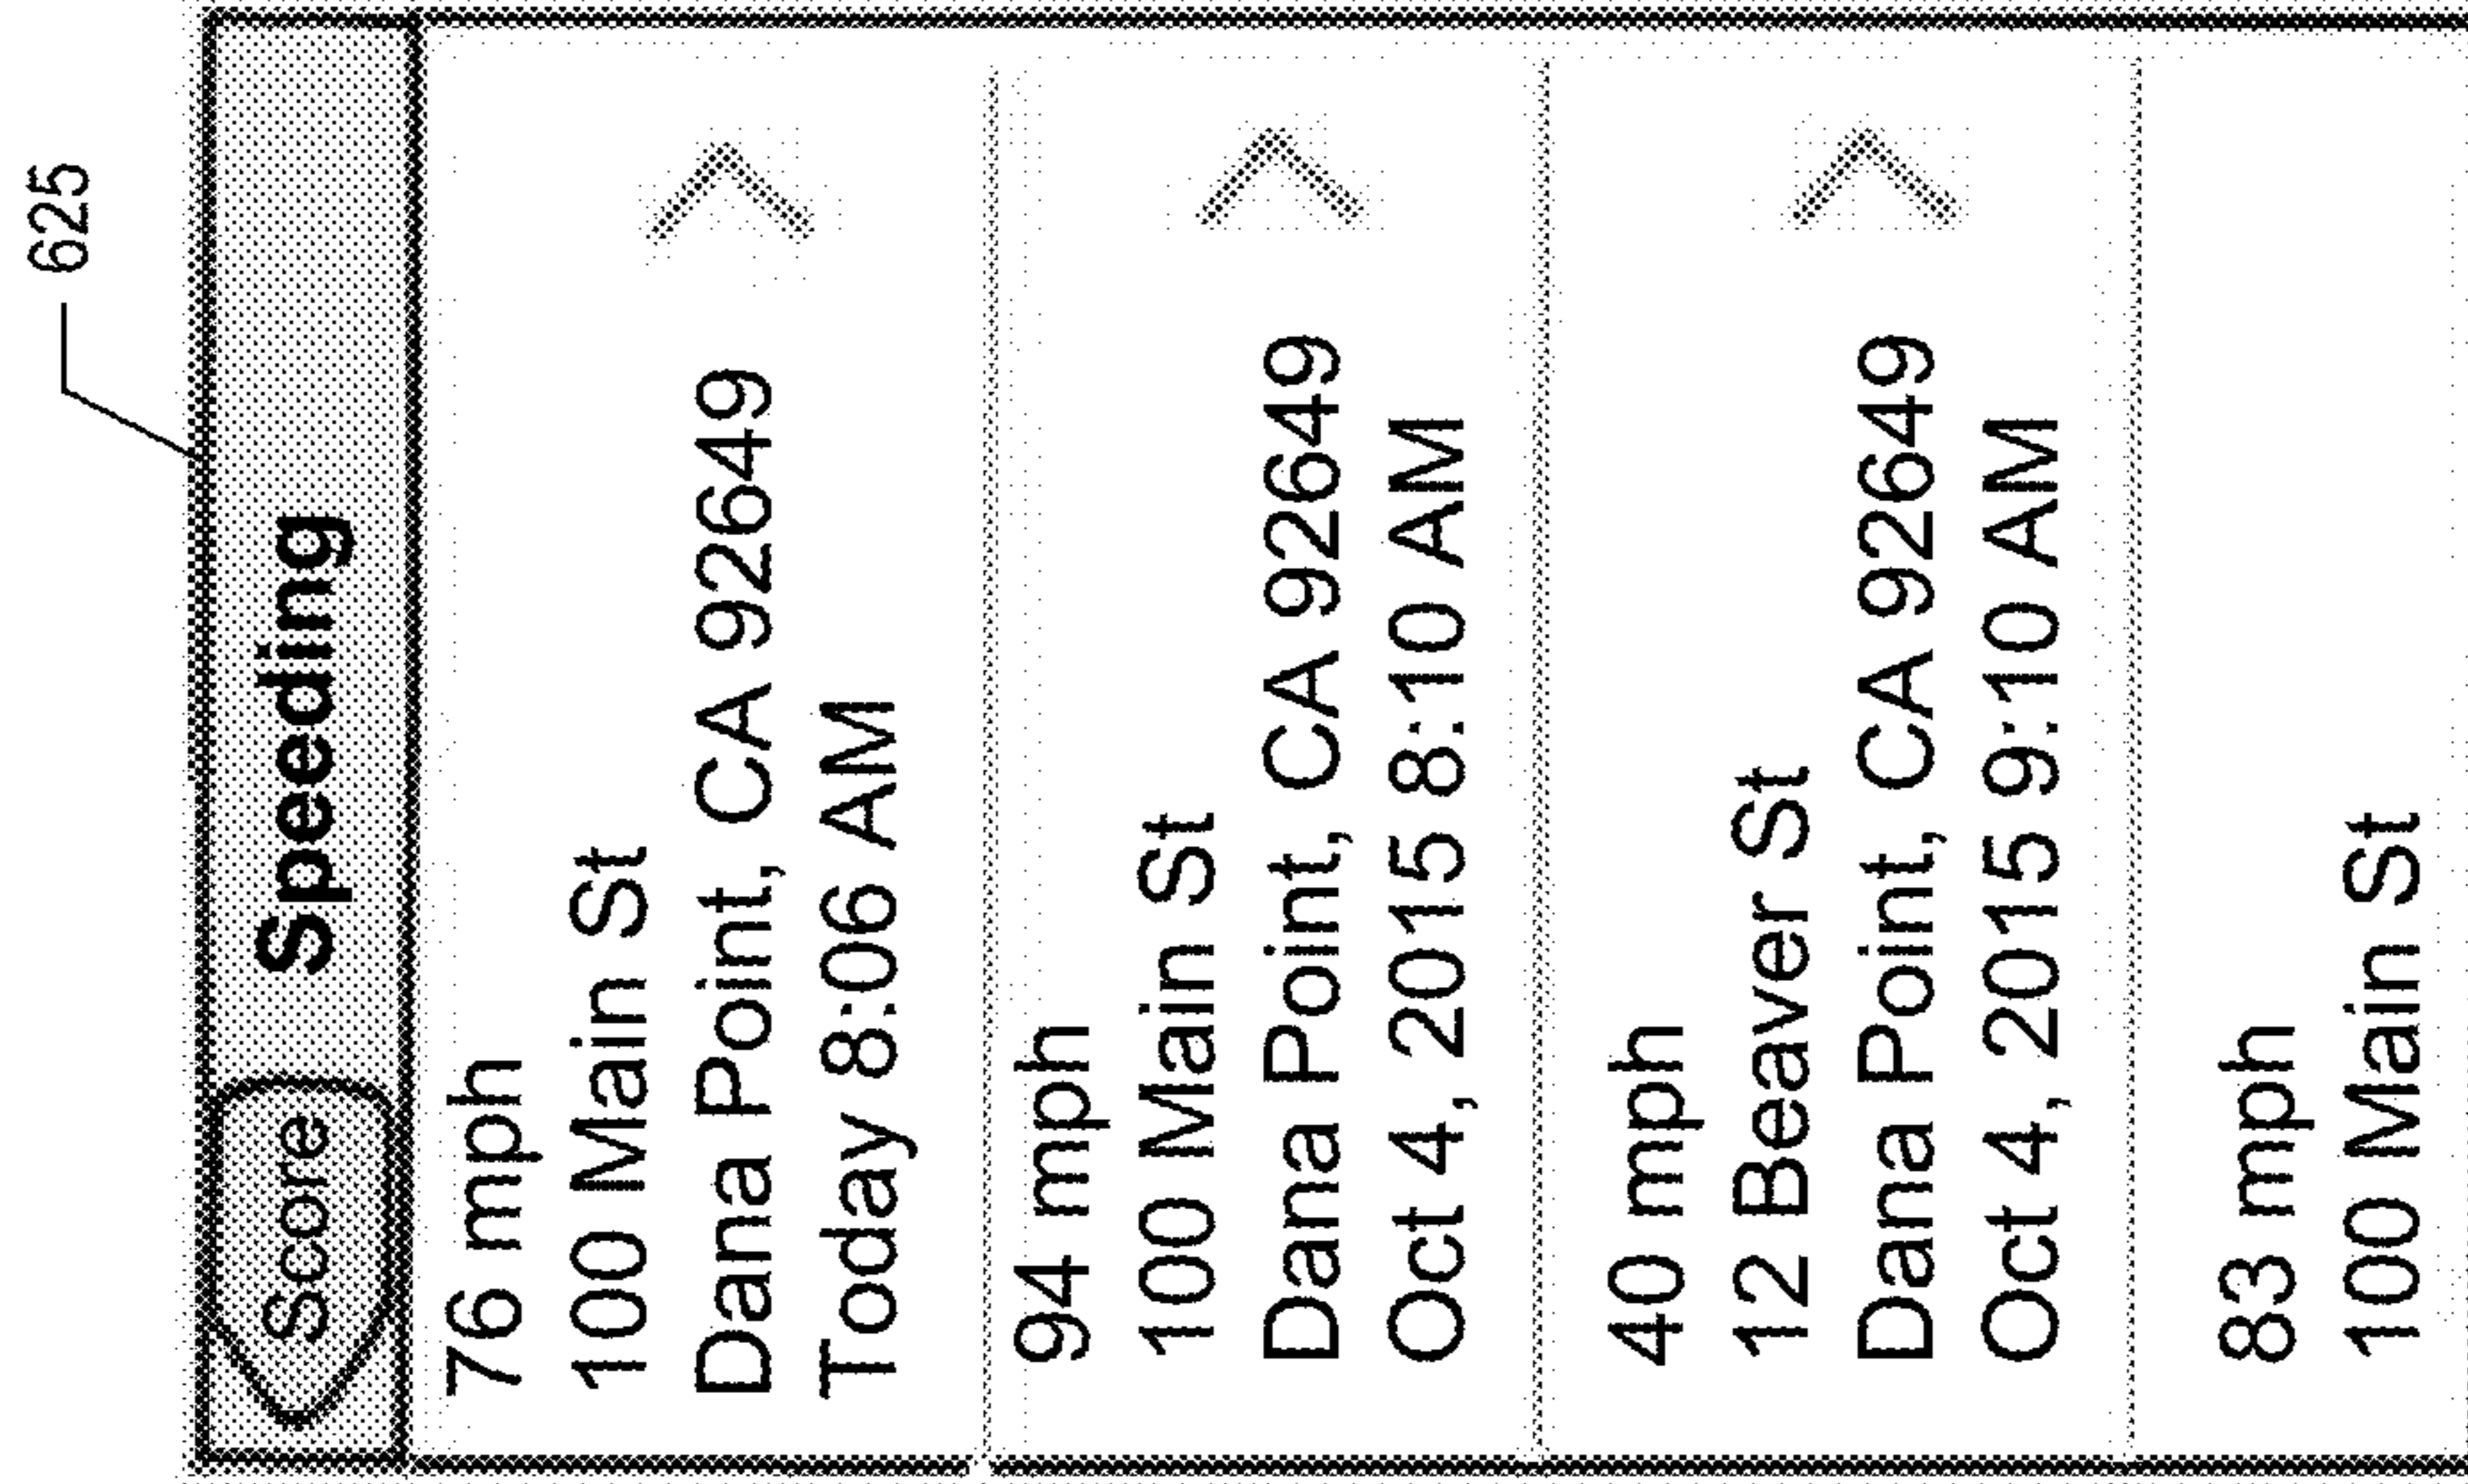 625
Score Speeding
76 mph
100 Main St
Dana Point, CA 92649
Today 8:06 AM
94 mph
100 Main St
Dana Point, CA 92649
Oct 4, 2015 8:10 AM
40 mph
12 Beaver St
Dana Point, CA 92649
Oct 4, 2015 9:10 AM
83 mph
100 Main St